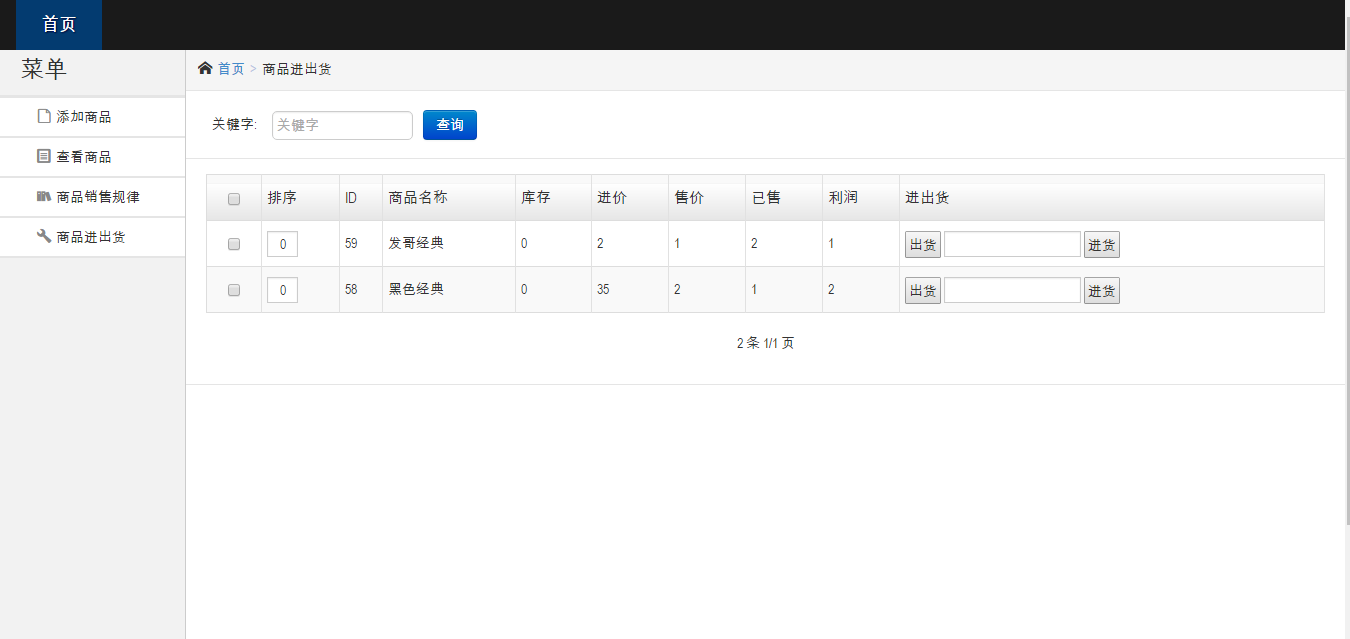 首页
菜单
添加商品
查看商品
商品销售规律
商品进出货
首页 > 商品进出货
关键字: 关键字 查询
排序 ID 商品名称 库存 进价 售价 已售 利润 进出货
0 59 发哥经典 0 2 1 2 1 出货 进货
0 58 黑色经典 0 35 2 1 2 出货 进货
2 条 1/1 页